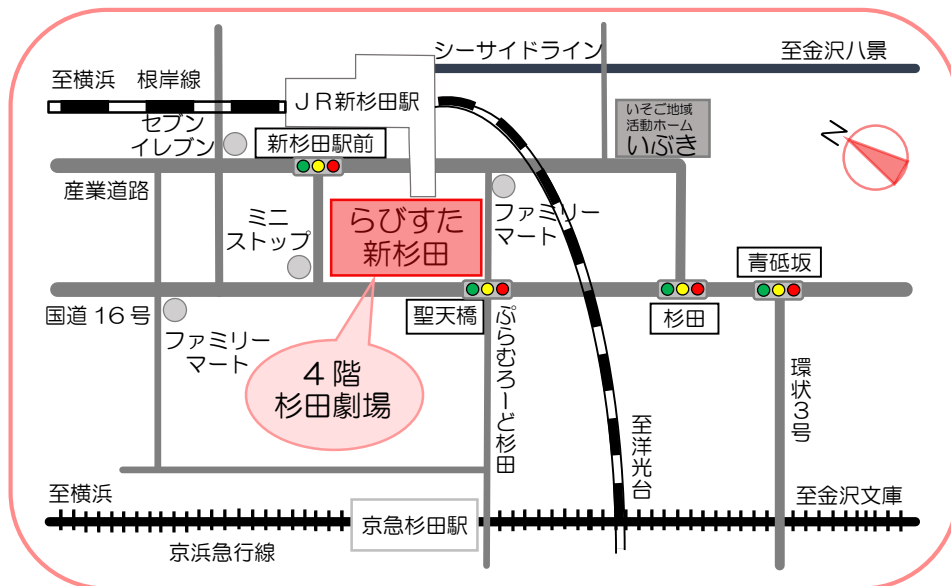 シーサイドライン
至金沢八景
至横浜
根岸線
ＪＲ新杉田駅
セブン
イレブン
新杉田駅前
いそご地域
活動ホーム
いぶき
N
産業道路
ミニ
ストップ
らびすた
新杉田
ファミリー
マート
青砥坂
国道16号
聖天橋
杉田
ファミリー
マート
４階
杉田劇場
ぷらむろーど杉田
環状３号
至洋光台
至横浜
京急杉田駅
至金沢文庫
京浜急行線